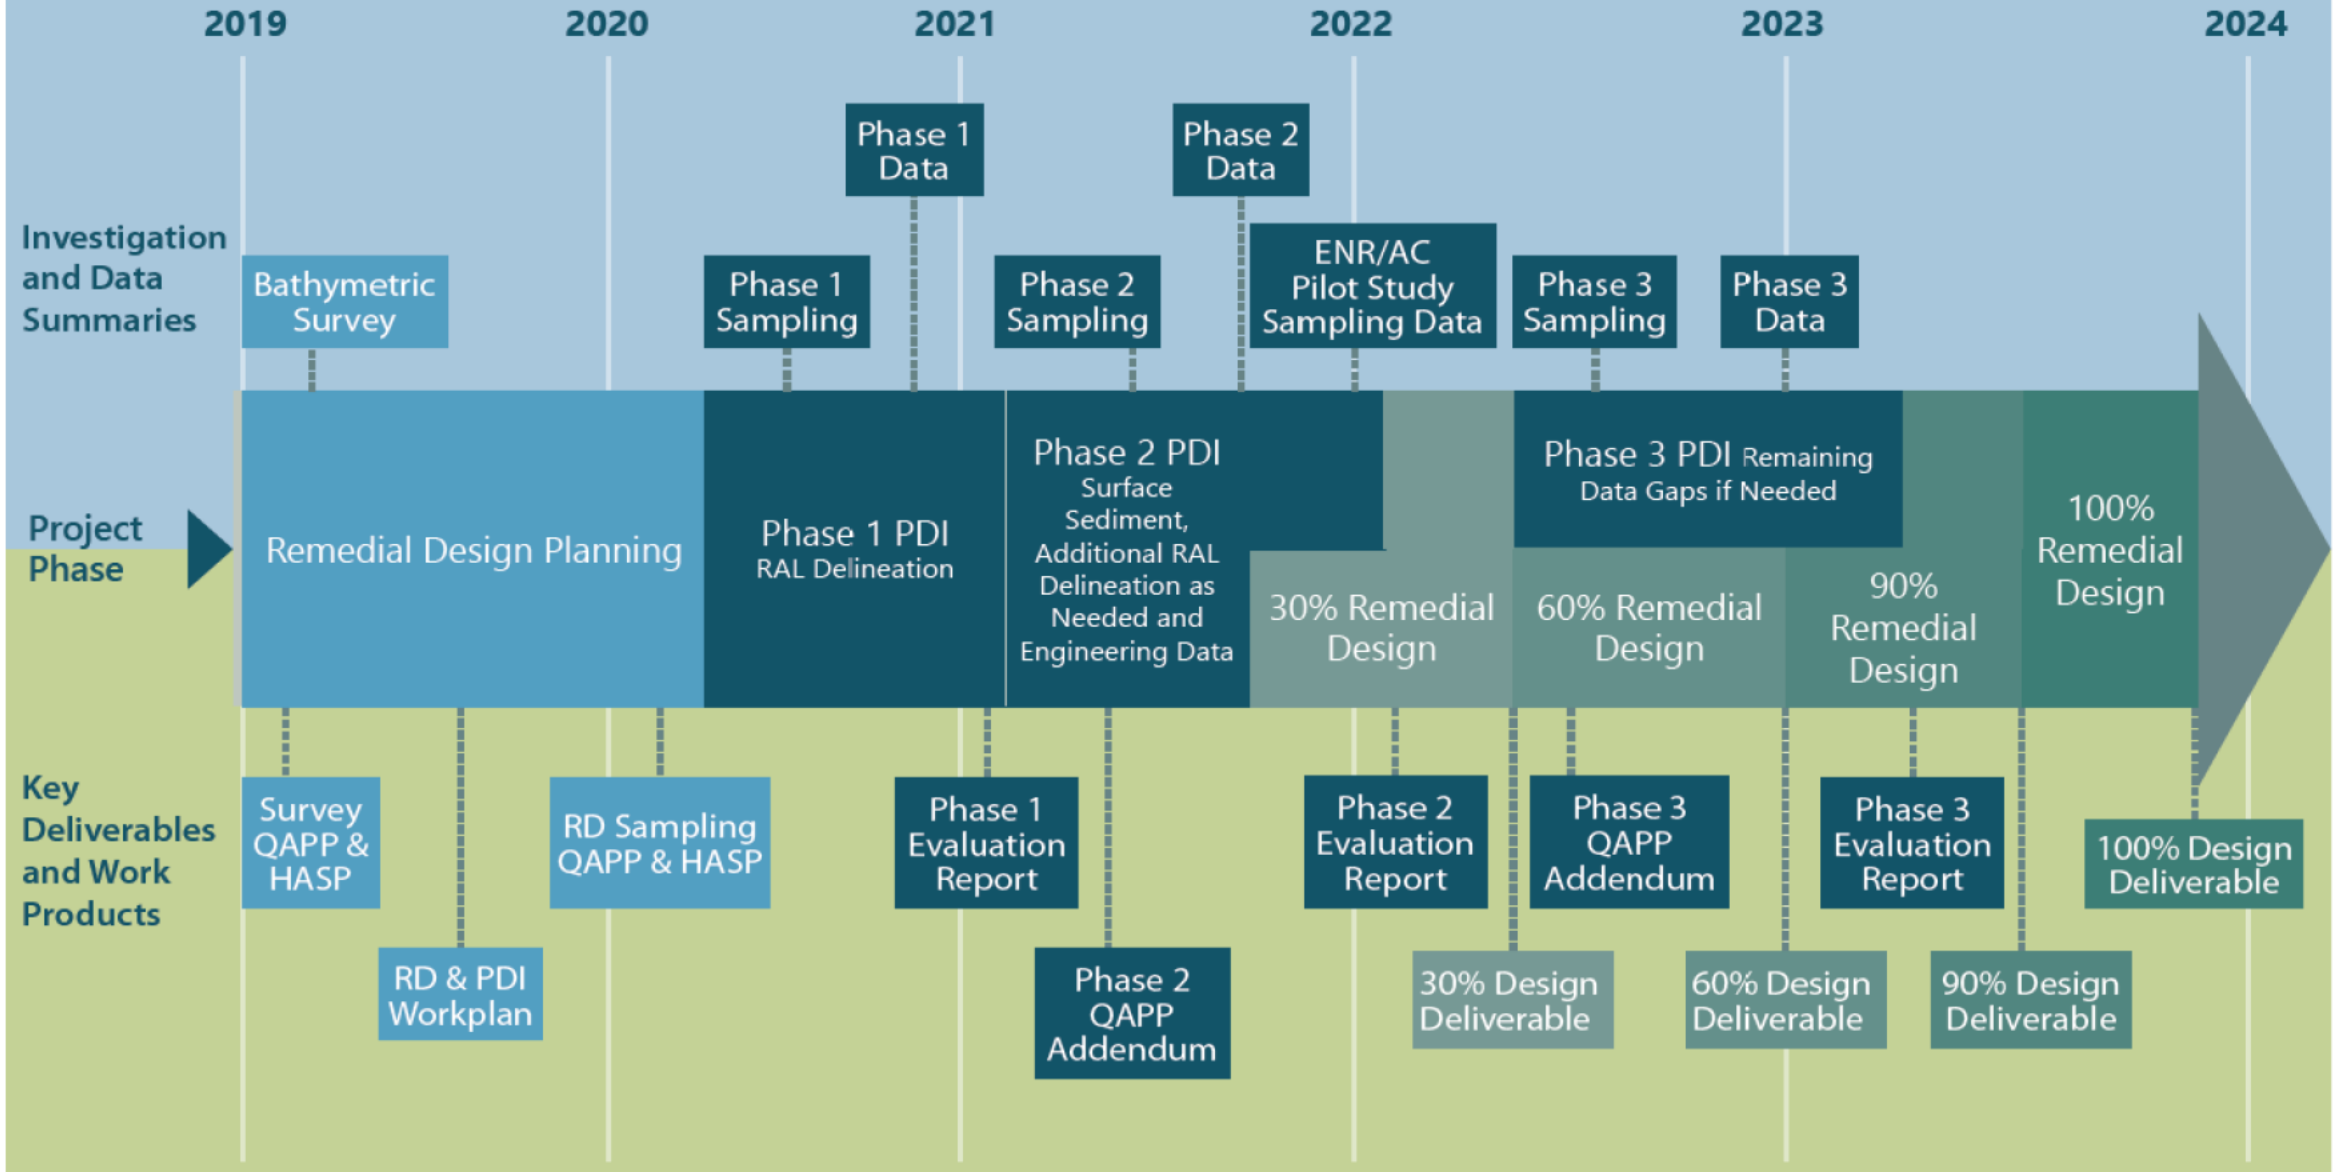 2019
2020
2021
2022
2023
2024
Investigation
and Data
Summaries
Bathymetric
Survey
Phase 1
Sampling
Phase 1
Data
Phase 2
Sampling
Phase 2
Data
ENR/AC
Pilot Study
Sampling Data
Phase 3
Sampling
Phase 3
Data
Project
Phase
Remedial Design Planning
Phase 1 PDI
RAL Delineation
Phase 2 PDI
Surface
Sediment,
Additional RAL
Delineation as
Needed and
Engineering Data
30% Remedial
Design
Phase 3 PDI Remaining
Data Gaps if Needed
60% Remedial
Design
90%
Remedial
Design
100%
Remedial
Design
Key
Deliverables
and Work
Products
Survey
QAPP &
HASP
RD & PDI
Workplan
RD Sampling
QAPP & HASP
Phase 1
Evaluation
Report
Phase 2
QAPP
Addendum
Phase 2
Evaluation
Report
30% Design
Deliverable
Phase 3
QAPP
Addendum
60% Design
Deliverable
Phase 3
Evaluation
Report
90% Design
Deliverable
100% Design
Deliverable